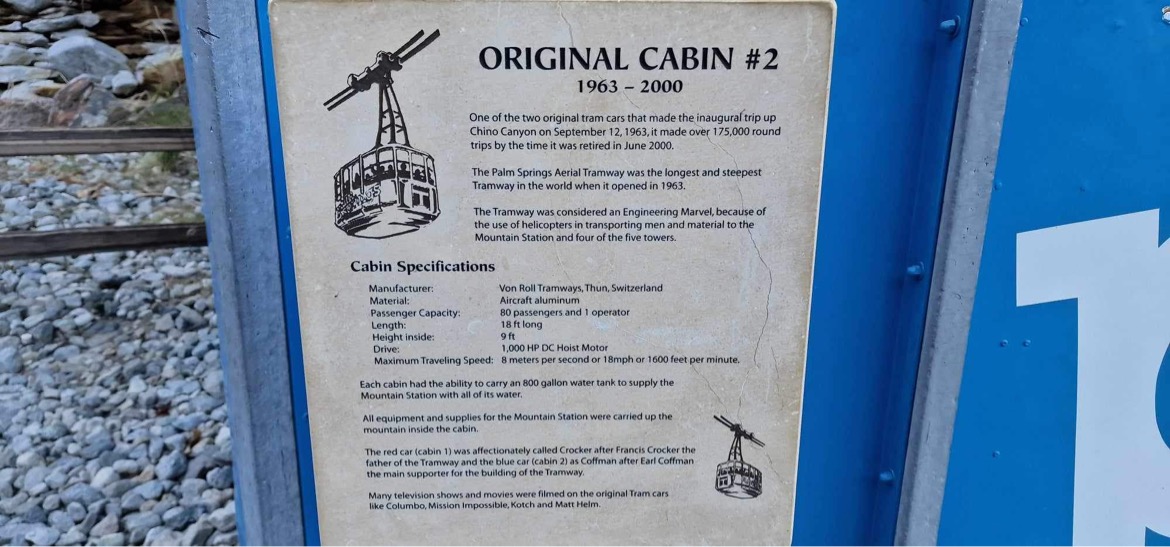 ORIGINAL CABIN #2
1963 – 2000
One of the two original tram cars that made the inaugural trip up
Chino Canyon on September 12, 1963, it made over 175,000 round
trips by the time it was retired in June 2000.
The Palm Springs Aerial Tramway was the longest and steepest
Tramway in the world when it opened in 1963.
The Tramway was considered an Engineering Marvel, because of
the use of helicopters in transporting men and material to the
Mountain Station and four of the five towers.
Cabin Specifications
Manufacturer: Von Roll Tramways, Thun, Switzerland
Material: Aircraft aluminum
Passenger Capacity: 80 passengers and 1 operator
Length: 18 ft long
Height inside: 9 ft
Drive: 1,000 HP DC Hoist Motor
Maximum Traveling Speed: 8 meters per second or 18mph or 1600 feet per minute.
Each cabin had the ability to carry an 800 gallon water tank to supply the
Mountain Station with all of its water.
All equipment and supplies for the Mountain Station were carried up the
mountain inside the cabin.
The red car (cabin 1) was affectionately called Crocker after Francis Crocker the
father of the Tramway and the blue car (cabin 2) as Coffman after Earl Coffman
the main supporter for the building of the Tramway.
Many television shows and movies were filmed on the original Tram cars
like Columbo, Mission Impossible, Kotch and Matt Helm.